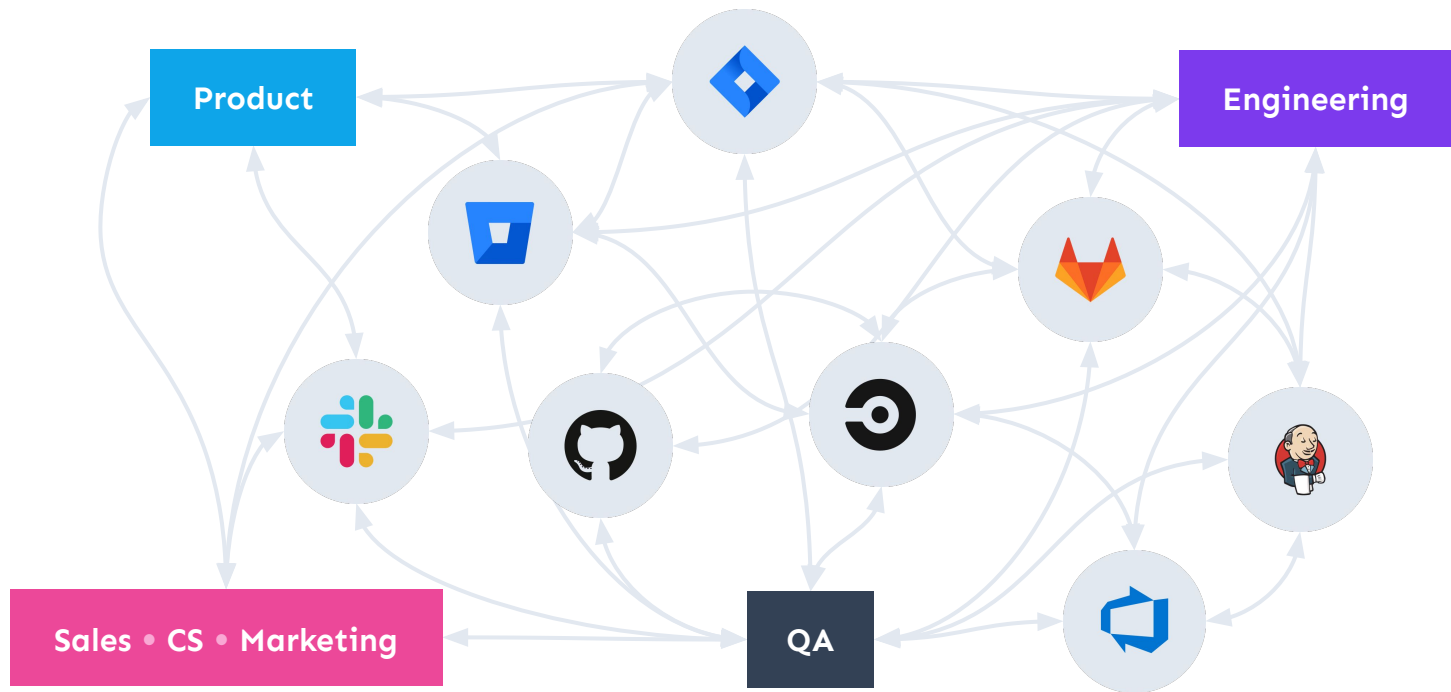 Product
Engineering
Sales • CS • Marketing
QA